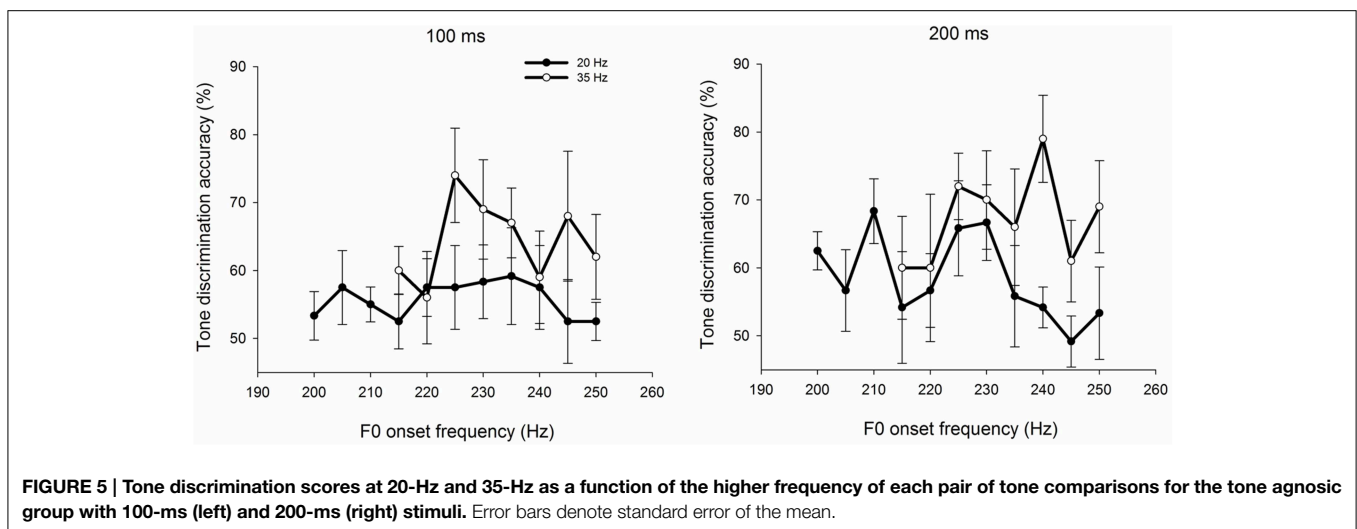 100 ms
200 ms
20 Hz
35 Hz
Tone discrimination accuracy (%)
90
80
70
60
50
190 200 210 220 230 240 250 260
F0 onset frequency (Hz)
Tone discrimination accuracy (%)
90
80
70
60
50
190 200 210 220 230 240 250 260
F0 onset frequency (Hz)
FIGURE 5 | Tone discrimination scores at 20-Hz and 35-Hz as a function of the higher frequency of each pair of tone comparisons for the tone agnosic
group with 100-ms (left) and 200-ms (right) stimuli. Error bars denote standard error of the mean.